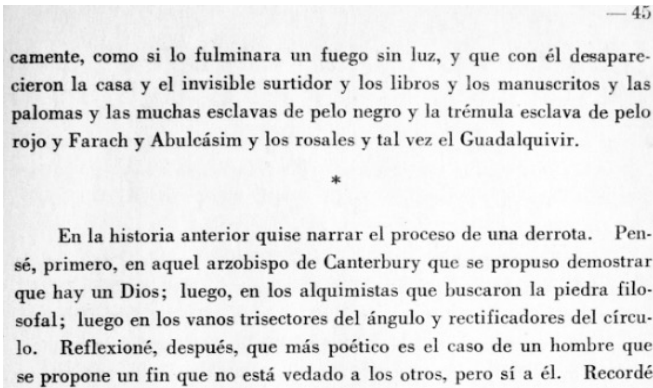 — 45
camente, como si lo fulminara un fuego sin luz, y que con él desapare-
cieron la casa y el invisible surtidor y los libros y los manuscritos y las
palomas y las muchas esclavas de pelo negro y la trémula esclava de pelo
rojo y Farach y Abulcásim y los rosales y tal vez el Guadalquivir.
*
En la historia anterior quise narrar el proceso de una derrota. Pen-
sé, primero, en aquel arzobispo de Canterbury que se propuso demostrar
que hay un Dios; luego, en los alquimistas que buscaron la piedra filo-
sofal; luego en los vanos trisectores del ángulo y rectificadores del círcu-
lo. Reflexioné, después, que más poético es el caso de un hombre que
se propone un fin que no está vedado a los otros, pero sí a él. Recordé